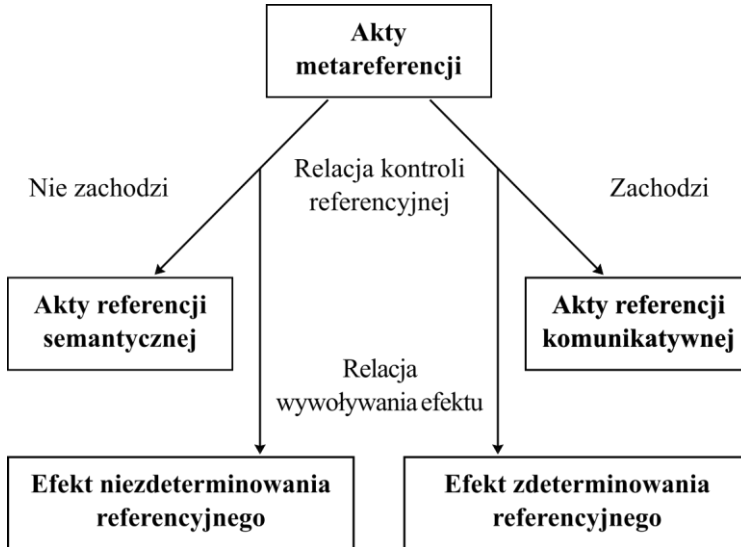 Akty
metareferencji
Nie zachodzi
Relacja kontroli
referencyjnej
Zachodzi
Akty referencji
semantycznej
Akty referencji
komunikatywnej
Relacja
wywoływania efektu
Efekt niezdeterminowania
referencyjnego
Efekt zdeterminowania
referencyjnego